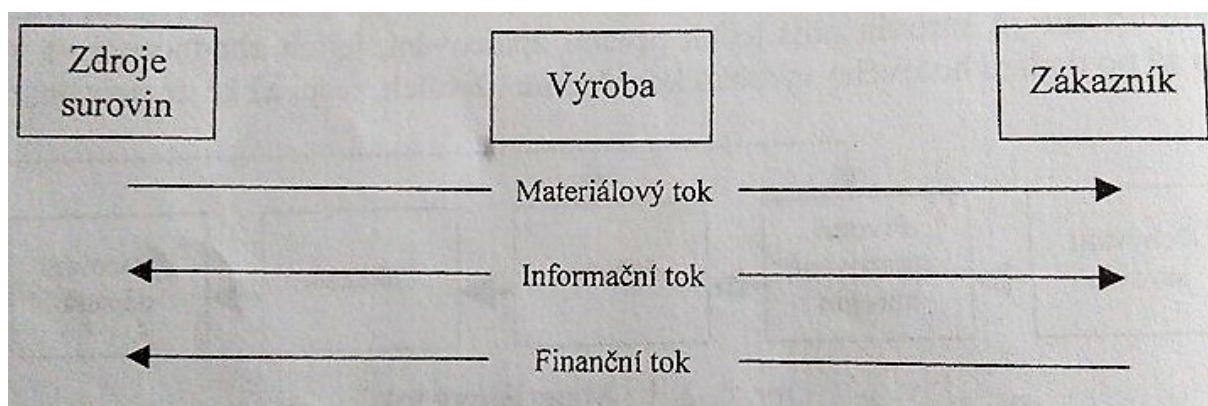 Zdroje
surovin
Výroba
Zákazník
Materiálový tok
Informační tok
Finanční tok